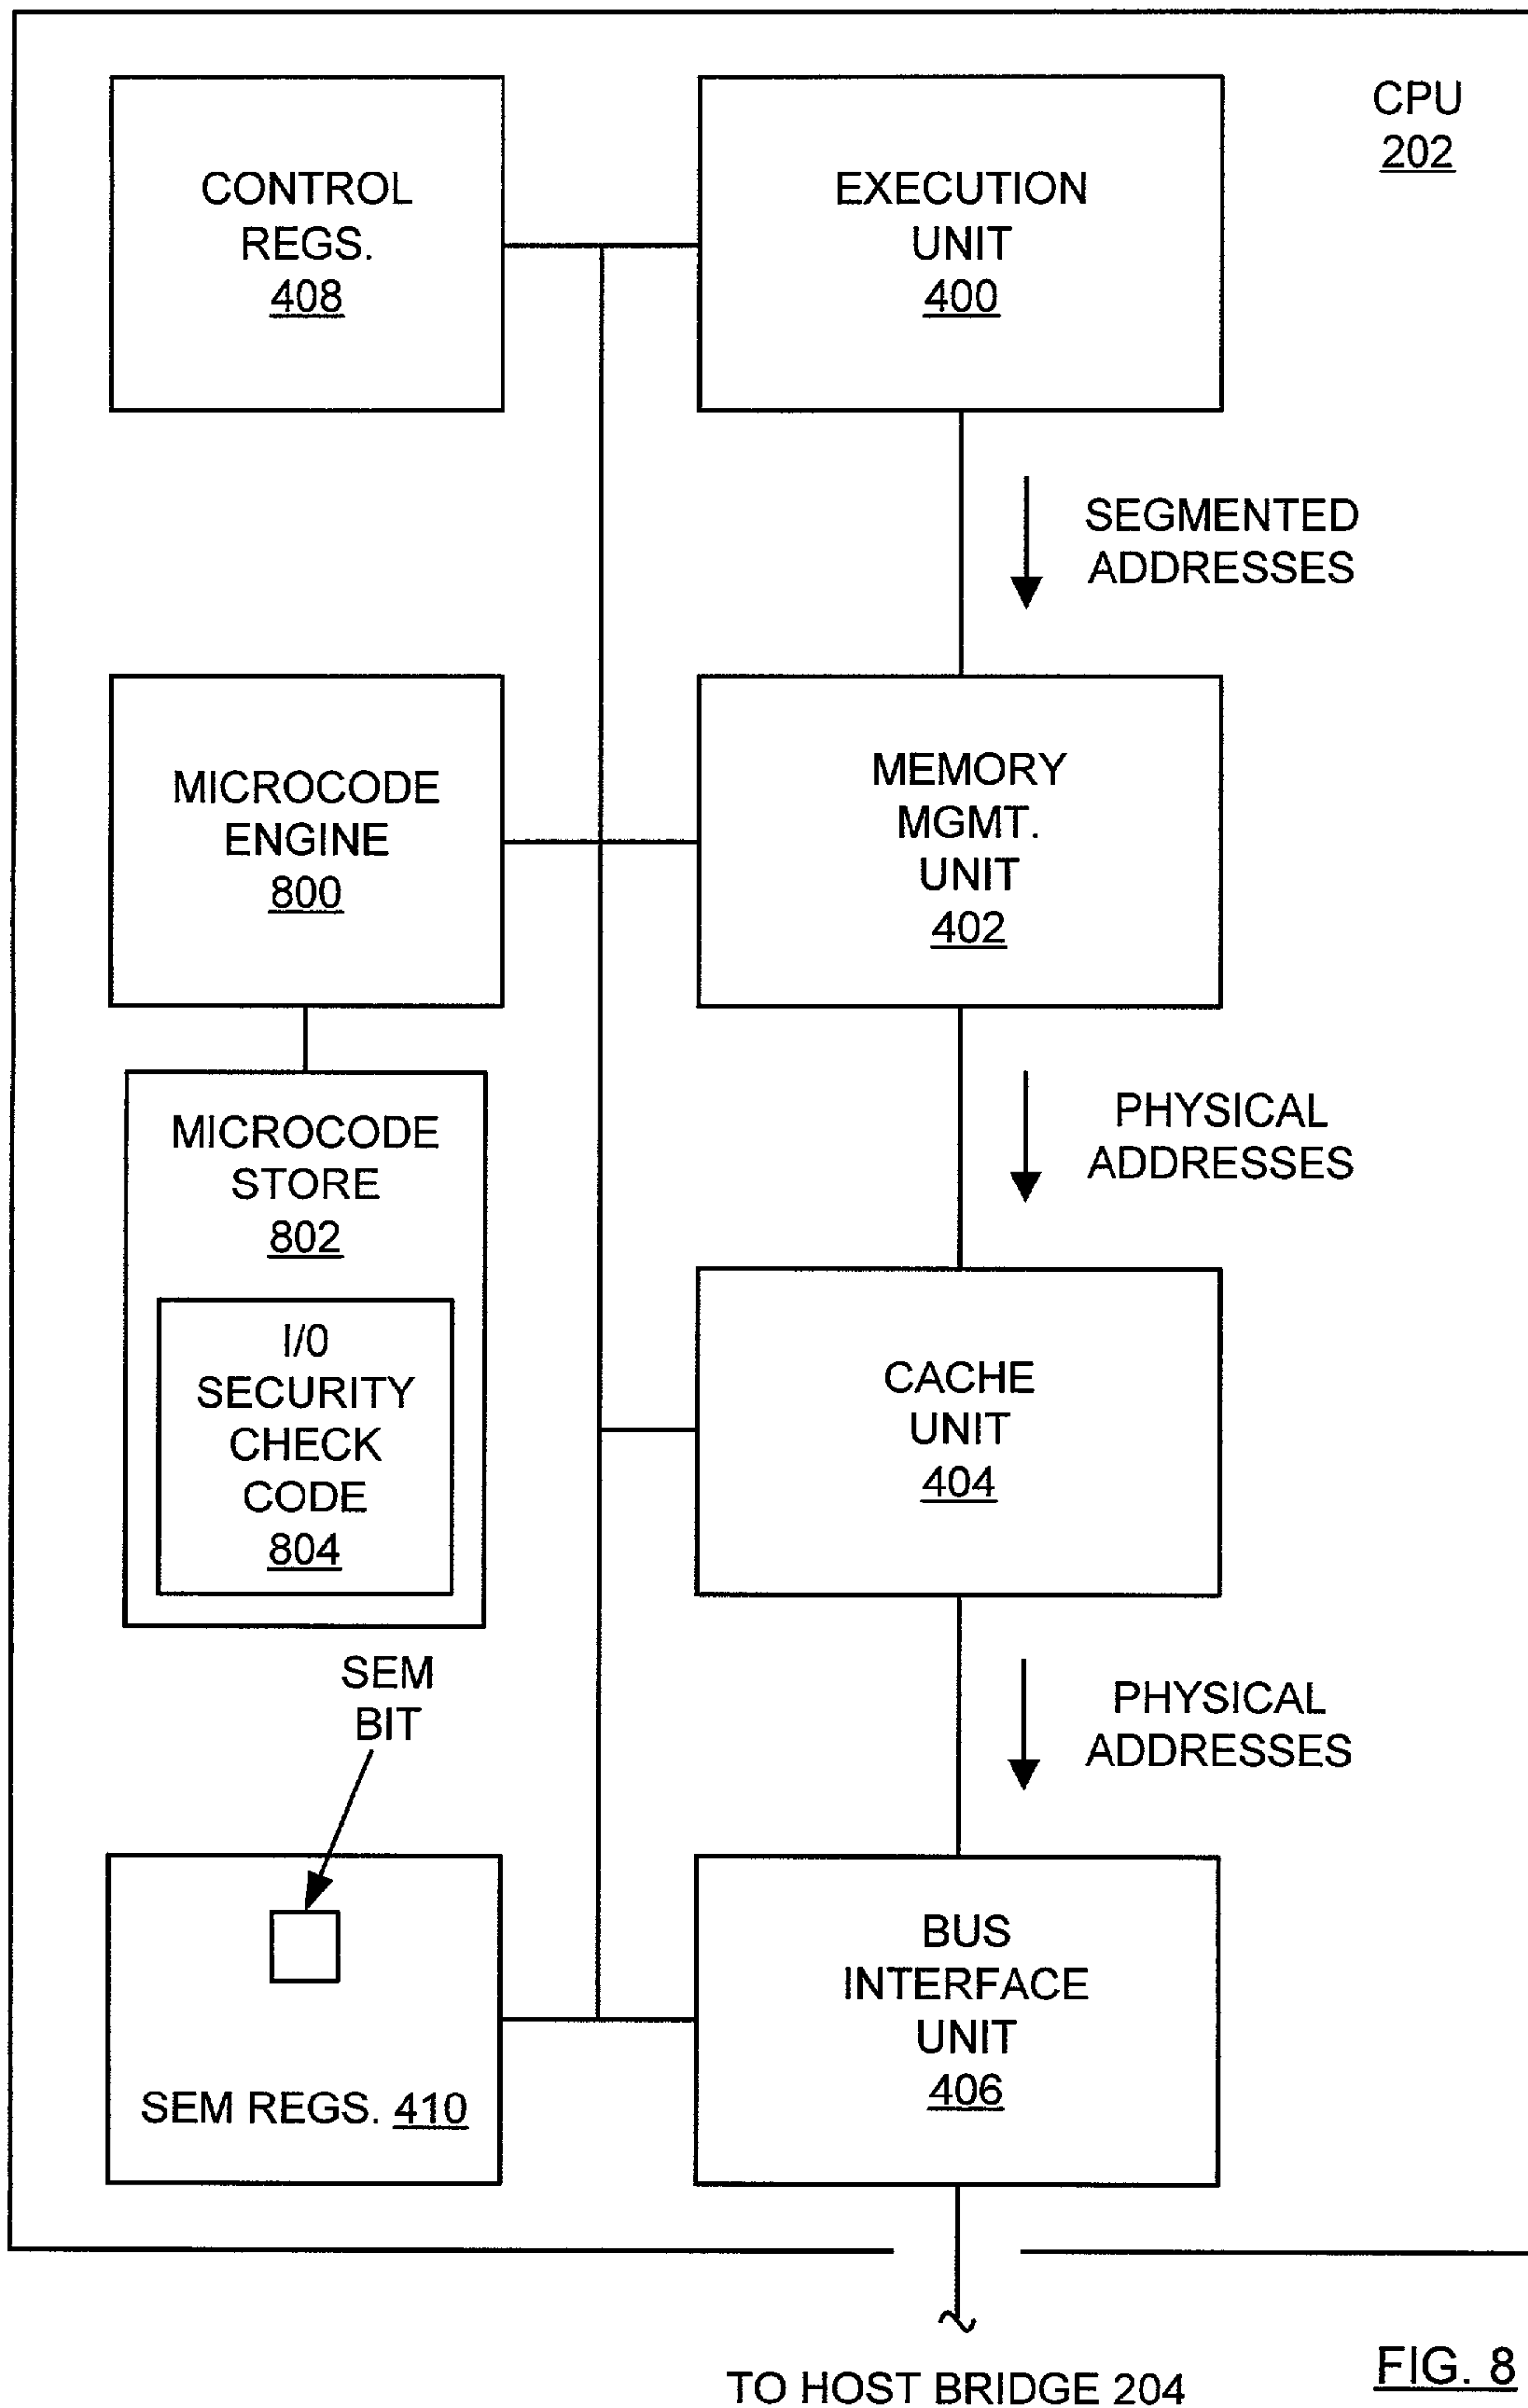 CPU
202
CONTROL
REGS.
408
EXECUTION
UNIT
400
SEGMENTED
ADDRESSES
MICROCODE
ENGINE
800
MEMORY
MGMT.
UNIT
402
MICROCODE
STORE
802
I/0
SECURITY
CHECK
CODE
804
PHYSICAL
ADDRESSES
CACHE
UNIT
404
SEM
BIT
PHYSICAL
ADDRESSES
SEM REGS. 410
BUS
INTERFACE
UNIT
406
TO HOST BRIDGE 204
FIG. 8